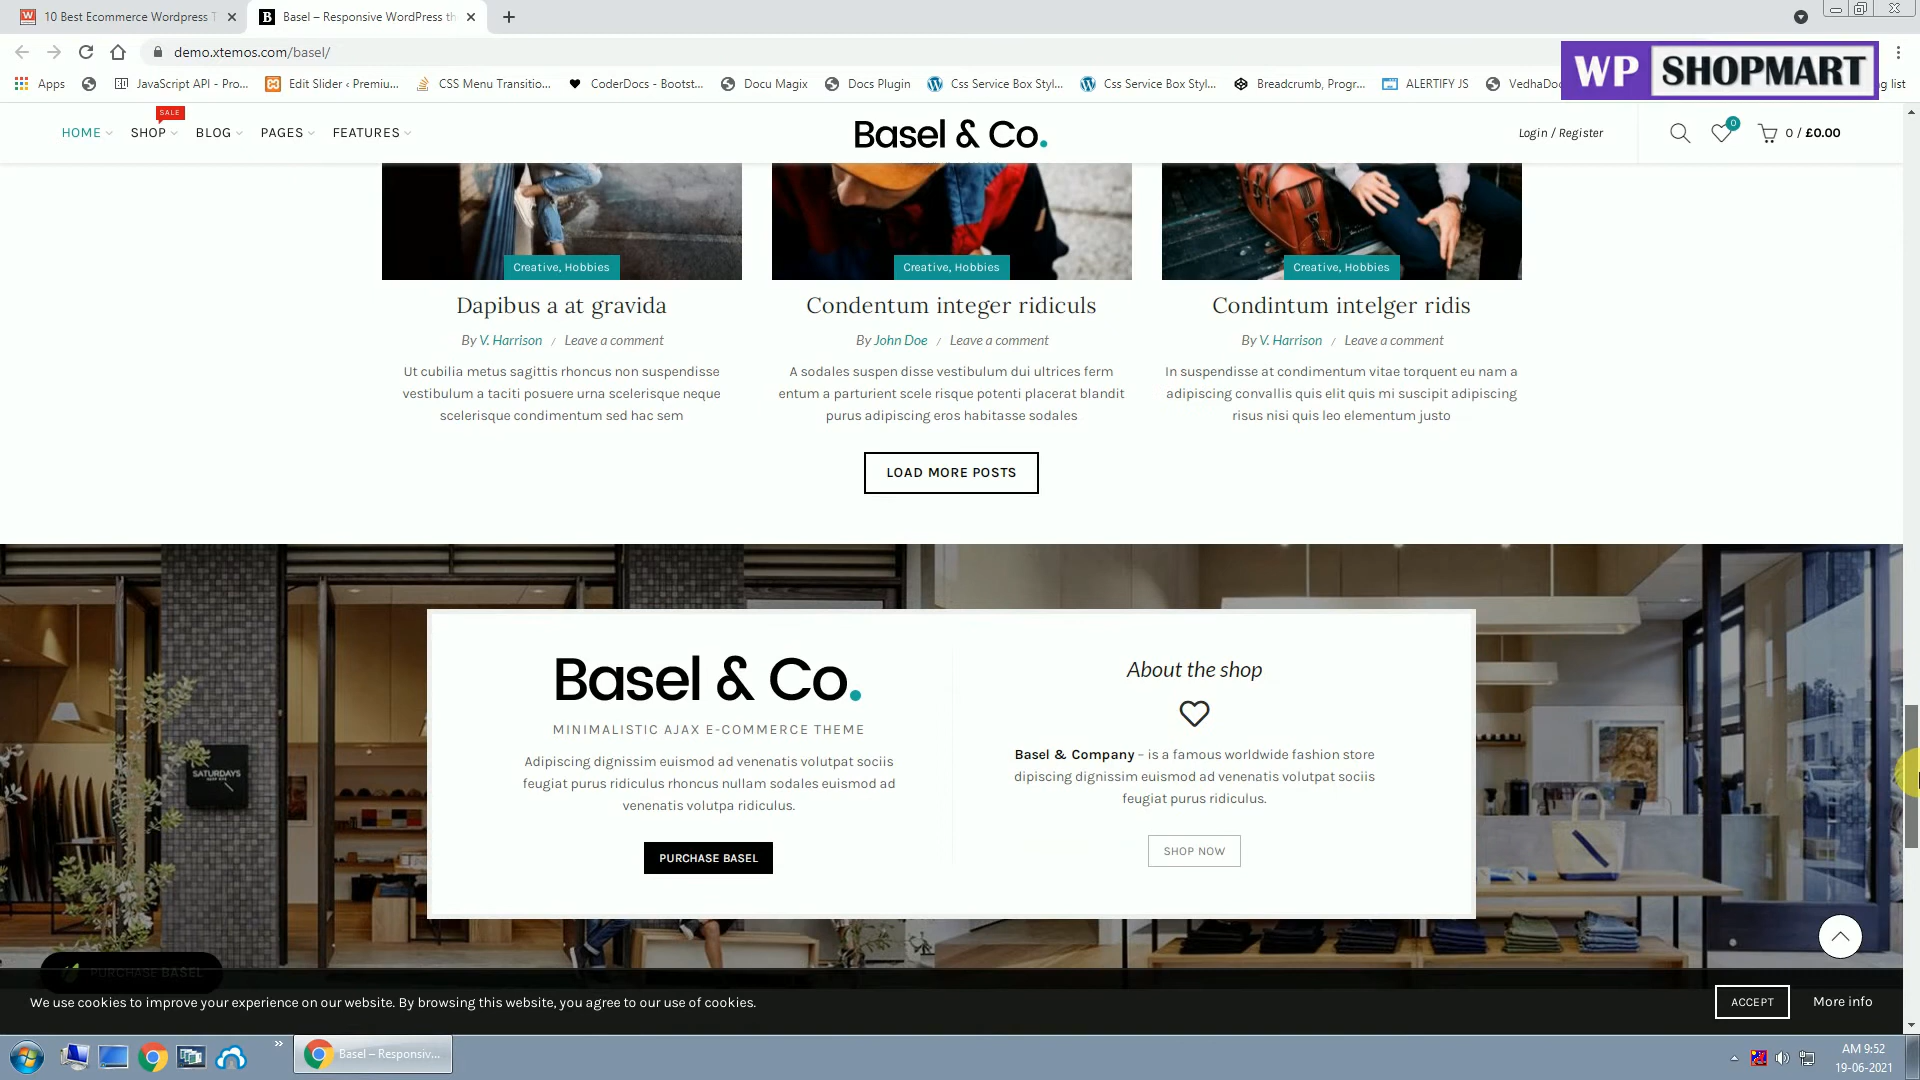 10 Best Ecommerce Wordpress T
Basel – Responsive WordPress th
demo.xtemos.com/basel/
WP SHOPMART
Apps
JavaScript API - Pro...
Edit Slider ‹ Premiu...
CSS Menu Transitio...
CoderDocs - Bootst...
Docu Magix
Docs Plugin
Css Service Box Styl...
Css Service Box Styl...
Breadcrumb, Progr...
ALERTIFY JS
VedhaDoc
g list
SALE
HOME SHOP BLOG PAGES FEATURES
Basel & Co.
Login / Register
0
0 / £0.00
Creative, Hobbies
Dapibus a at gravida
By V. Harrison / Leave a comment
Ut cubilia metus sagittis rhoncus non suspendisse
vestibulum a taciti posuere urna scelerisque neque
scelerisque condimentum sed hac sem
Creative, Hobbies
Condentum integer ridiculs
By John Doe / Leave a comment
A sodales suspen disse vestibulum dui ultrices ferm
entum a parturient scele risque potenti placerat blandit
purus adipiscing eros habitasse sodales
Creative, Hobbies
Condintum intelger ridis
By V. Harrison / Leave a comment
In suspendisse at condimentum vitae torquent eu nam a
adipiscing convallis quis elit quis mi suscipit adipiscing
risus nisi quis leo elementum justo
LOAD MORE POSTS
SATURDAYS
Basel & Co.
MINIMALISTIC AJAX E-COMMERCE THEME
Adipiscing dignissim euismod ad venenatis volutpat sociis
feugiat purus ridiculus rhoncus nullam sodales euismod ad
venenatis volutpa ridiculus.
PURCHASE BASEL
About the shop
Basel & Company – is a famous worldwide fashion store
dipiscing dignissim euismod ad venenatis volutpat sociis
feugiat purus ridiculus.
SHOP NOW
PURCHASE BASEL
We use cookies to improve your experience on our website. By browsing this website, you agree to our use of cookies.
ACCEPT
More info
Basel – Responsiv...
AM 9:52
19-06-2021